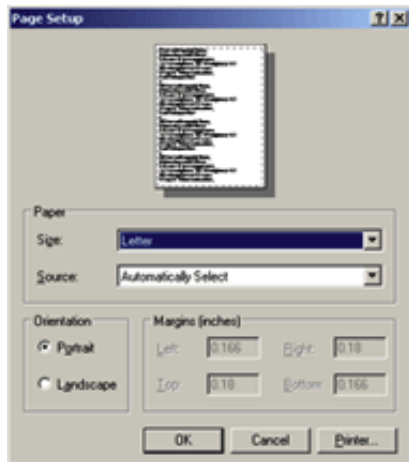 Page Setup
Paper
Size: Letter
Source: Automatically Select
Orientation
Portrait
Landscape
Margins (inches)
Left: 0.166 Right: 0.18
Top: 0.18 Bottom: 0.166
OK Cancel Printer...